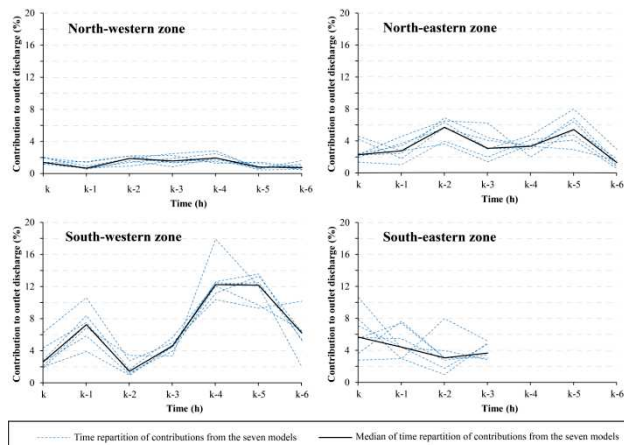 North-western zone
Contribution to outlet discharge (%)
20
16
12
8
4
0
k k-1 k-2 k-3 k-4 k-5 k-6
Time (h)
North-eastern zone
Contribution to outlet discharge (%)
20
16
12
8
4
0
k k-1 k-2 k-3 k-4 k-5 k-6
Time (h)
South-western zone
Contribution to outlet discharge (%)
20
16
12
8
4
0
k k-1 k-2 k-3 k-4 k-5 k-6
Time (h)
South-eastern zone
Contribution to outlet discharge (%)
20
16
12
8
4
0
k k-1 k-2 k-3 k-4 k-5 k-6
Time (h)
Time repartition of contributions from the seven models Median of time repartition of contributions from the seven models